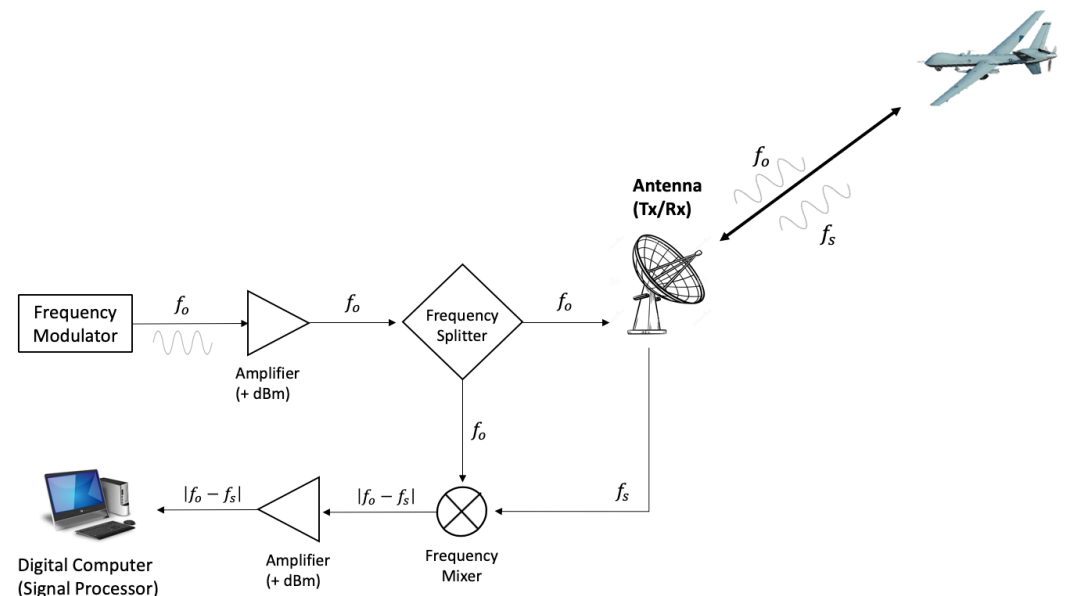 Antenna
(Tx/Rx)
f_o
f_s
Frequency
Modulator
f_o
Amplifier
(+ dBm)
f_o
Frequency
Splitter
f_o
f_o
f_s
Frequency
Mixer
|f_o − f_s|
Amplifier
(+ dBm)
|f_o − f_s|
Digital Computer
(Signal Processor)